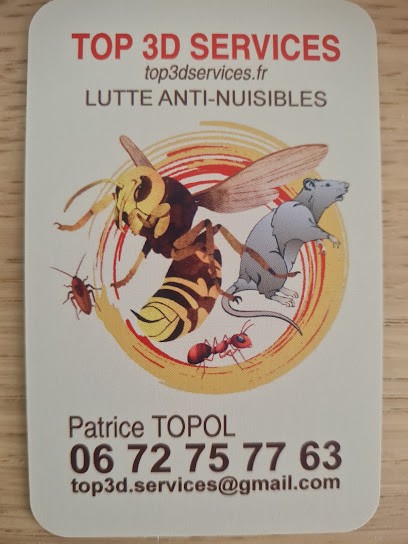 TOP 3D SERVICES
top3dservices.fr
LUTTE ANTI-NUISIBLES
Patrice TOPOL
06 72 75 77 63
top3d.services@gmail.com